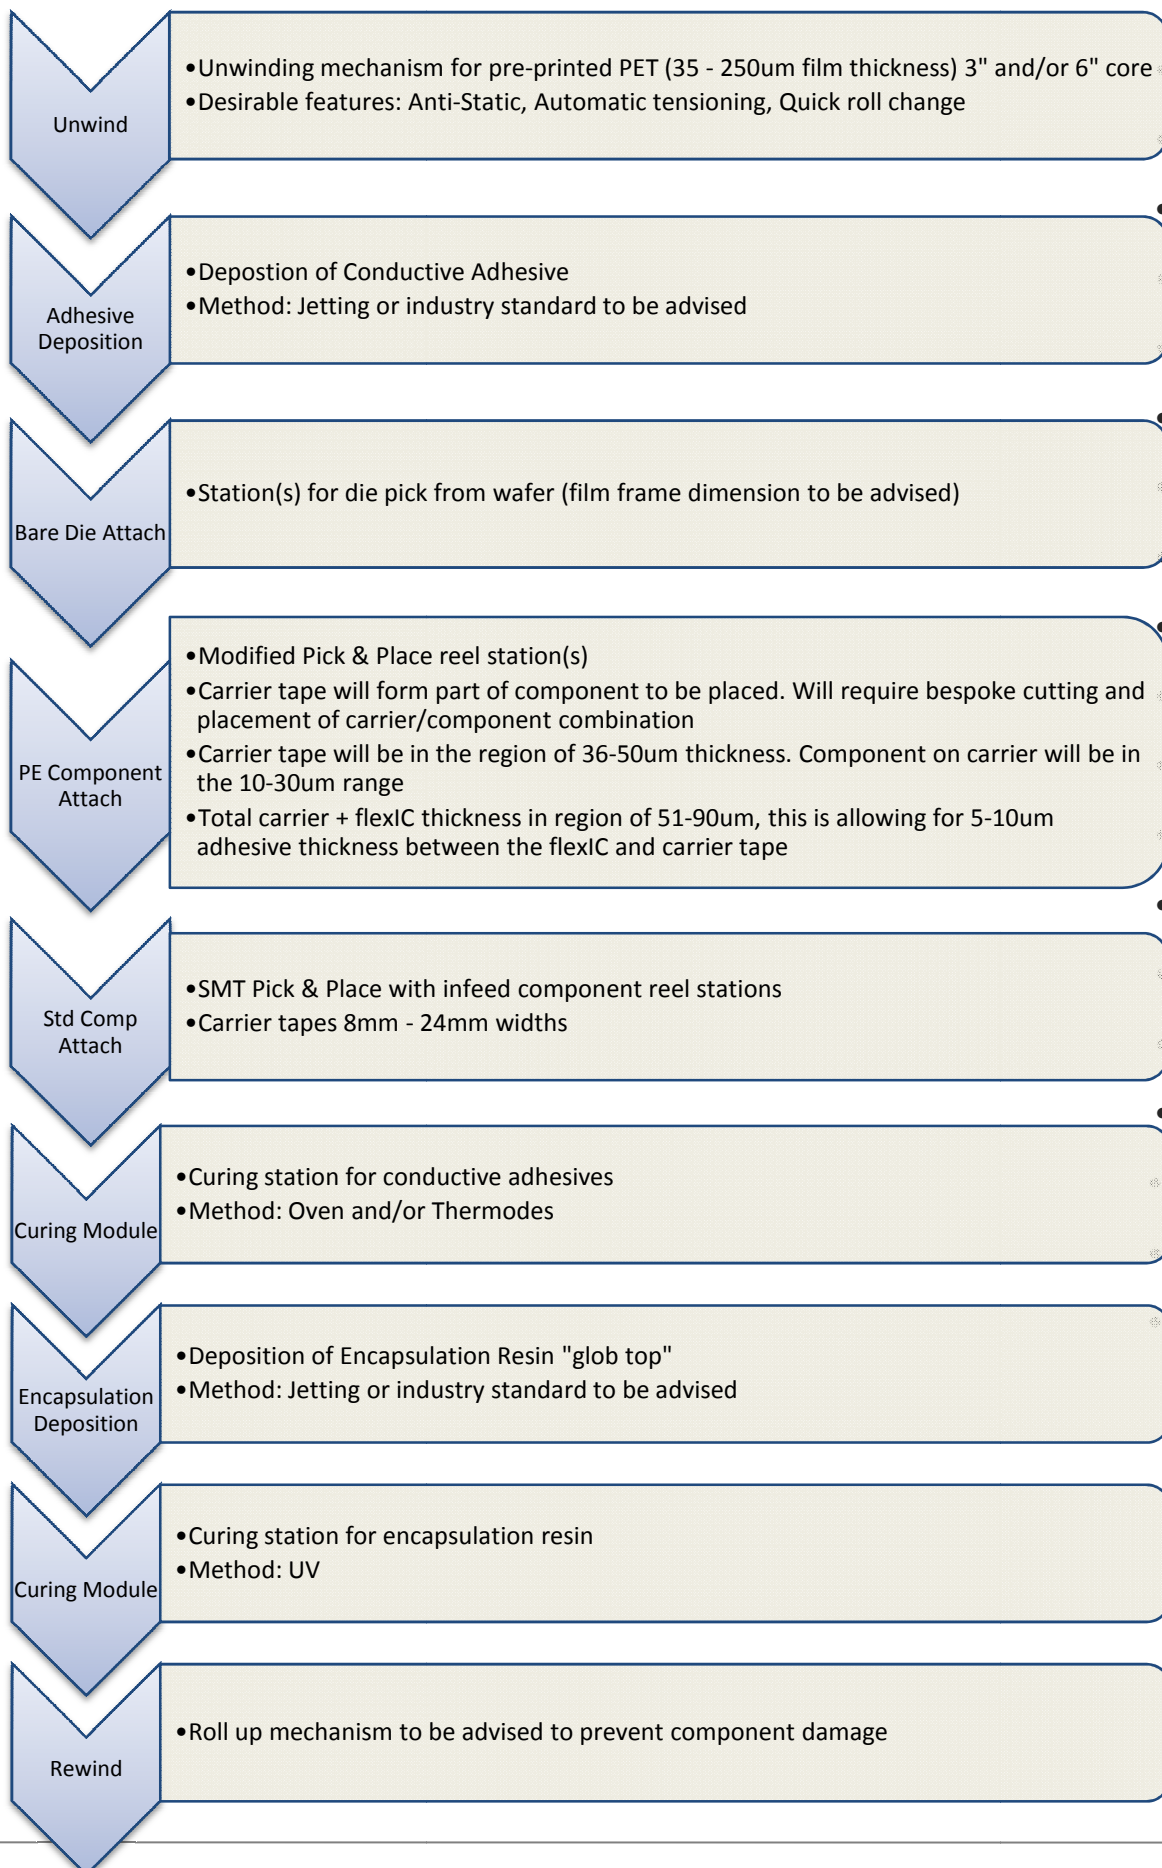 Unwind
•Unwinding mechanism for pre-printed PET (35 - 250um film thickness) 3" and/or 6" core
•Desirable features: Anti-Static, Automatic tensioning, Quick roll change
Adhesive
Deposition
•Depostion of Conductive Adhesive
•Method: Jetting or industry standard to be advised
Bare Die Attach
•Station(s) for die pick from wafer (film frame dimension to be advised)
PE Component
Attach
•Modified Pick & Place reel station(s)
•Carrier tape will form part of component to be placed. Will require bespoke cutting and
placement of carrier/component combination
•Carrier tape will be in the region of 36-50um thickness. Component on carrier will be in
the 10-30um range
•Total carrier + flexIC thickness in region of 51-90um, this is allowing for 5-10um
adhesive thickness between the flexIC and carrier tape
Std Comp
Attach
•SMT Pick & Place with infeed component reel stations
•Carrier tapes 8mm - 24mm widths
Curing Module
•Curing station for conductive adhesives
•Method: Oven and/or Thermodes
Encapsulation
Deposition
•Deposition of Encapsulation Resin "glob top"
•Method: Jetting or industry standard to be advised
Curing Module
•Curing station for encapsulation resin
•Method: UV
Rewind
•Roll up mechanism to be advised to prevent component damage